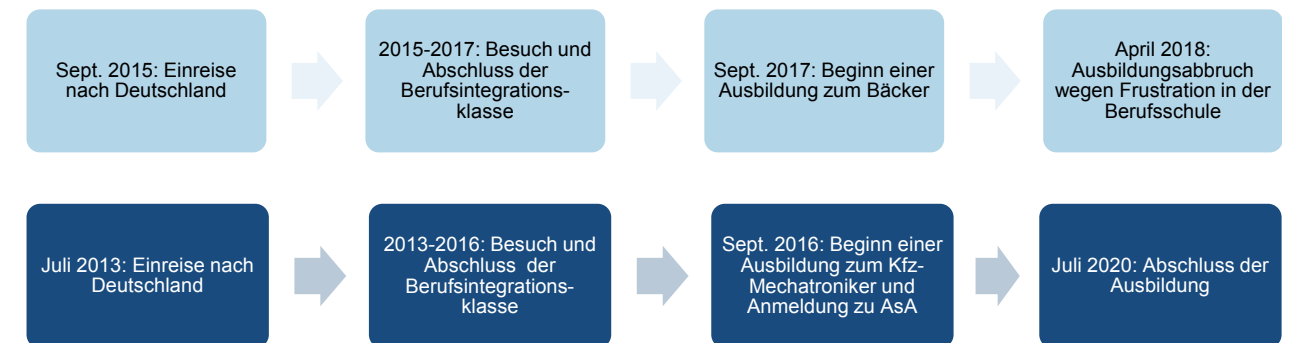 Sept. 2015: Einreise
nach Deutschland
2015-2017: Besuch und
Abschluss der
Berufsintegrations-
klasse
Sept. 2017: Beginn einer
Ausbildung zum Bäcker
April 2018:
Ausbildungsabbruch
wegen Frustration in der
Berufsschule
Juli 2013: Einreise nach
Deutschland
2013-2016: Besuch und
Abschluss der
Berufsintegrations-
klasse
Sept. 2016: Beginn einer
Ausbildung zum Kfz-
Mechatroniker und
Anmeldung zu AsA
Juli 2020: Abschluss der
Ausbildung